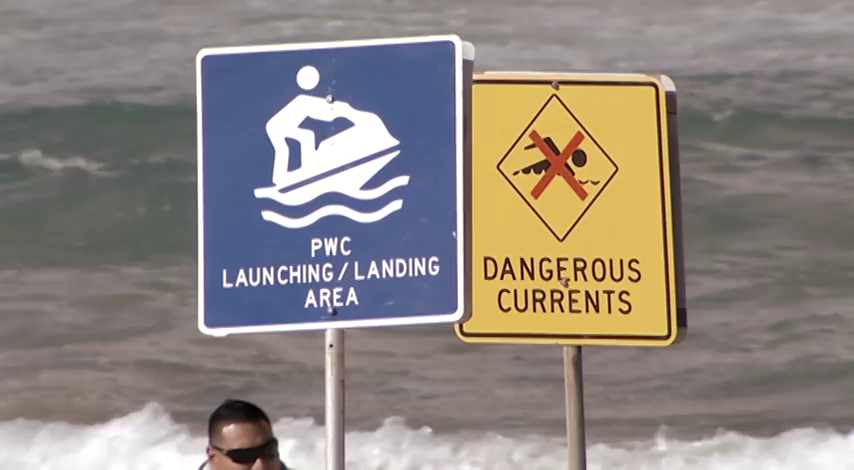 PWC
LAUNCHING / LANDING
AREA
DANGEROUS
CURRENTS